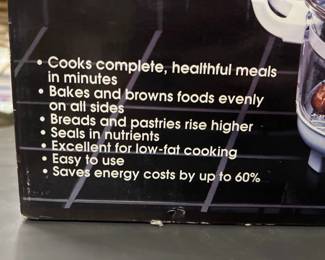 • Cooks complete, healthful meals
in minutes
• Bakes and browns foods evenly
on all sides
• Breads and pastries rise higher
• Seals in nutrients
• Excellent for low-fat cooking
• Easy to use
• Saves energy costs by up to 60%